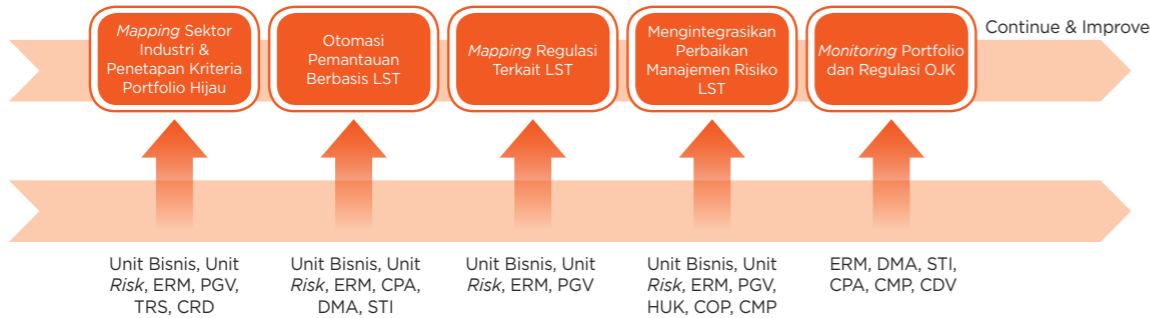 Mapping Sektor
Industri &
Penetapan Kriteria
Portfolio Hijau
Otomasi
Pemantauan
Berbasis LST
Mapping Regulasi
Terkait LST
Mengintegrasikan
Perbaikan
Manajemen Risiko
LST
Monitoring Portfolio
dan Regulasi OJK
Continue & Improve
Unit Bisnis, Unit
Risk, ERM, PGV,
TRS, CRD
Unit Bisnis, Unit
Risk, ERM, CPA,
DMA, STI
Unit Bisnis, Unit
Risk, ERM, PGV
Unit Bisnis, Unit
Risk, ERM, PGV,
HUK, COP, CMP
ERM, DMA, STI,
CPA, CMP, CDV